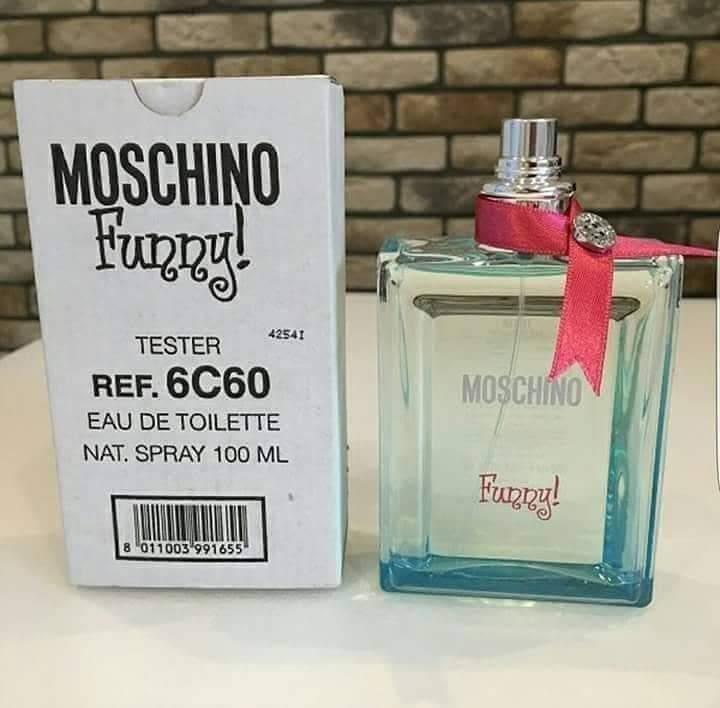 MOSCHINO
Funny!
42541
TESTER
REF. 6C60
EAU DE TOILETTE
NAT. SPRAY 100 ML
8 011003 991655
MOSCHINO
Funny!